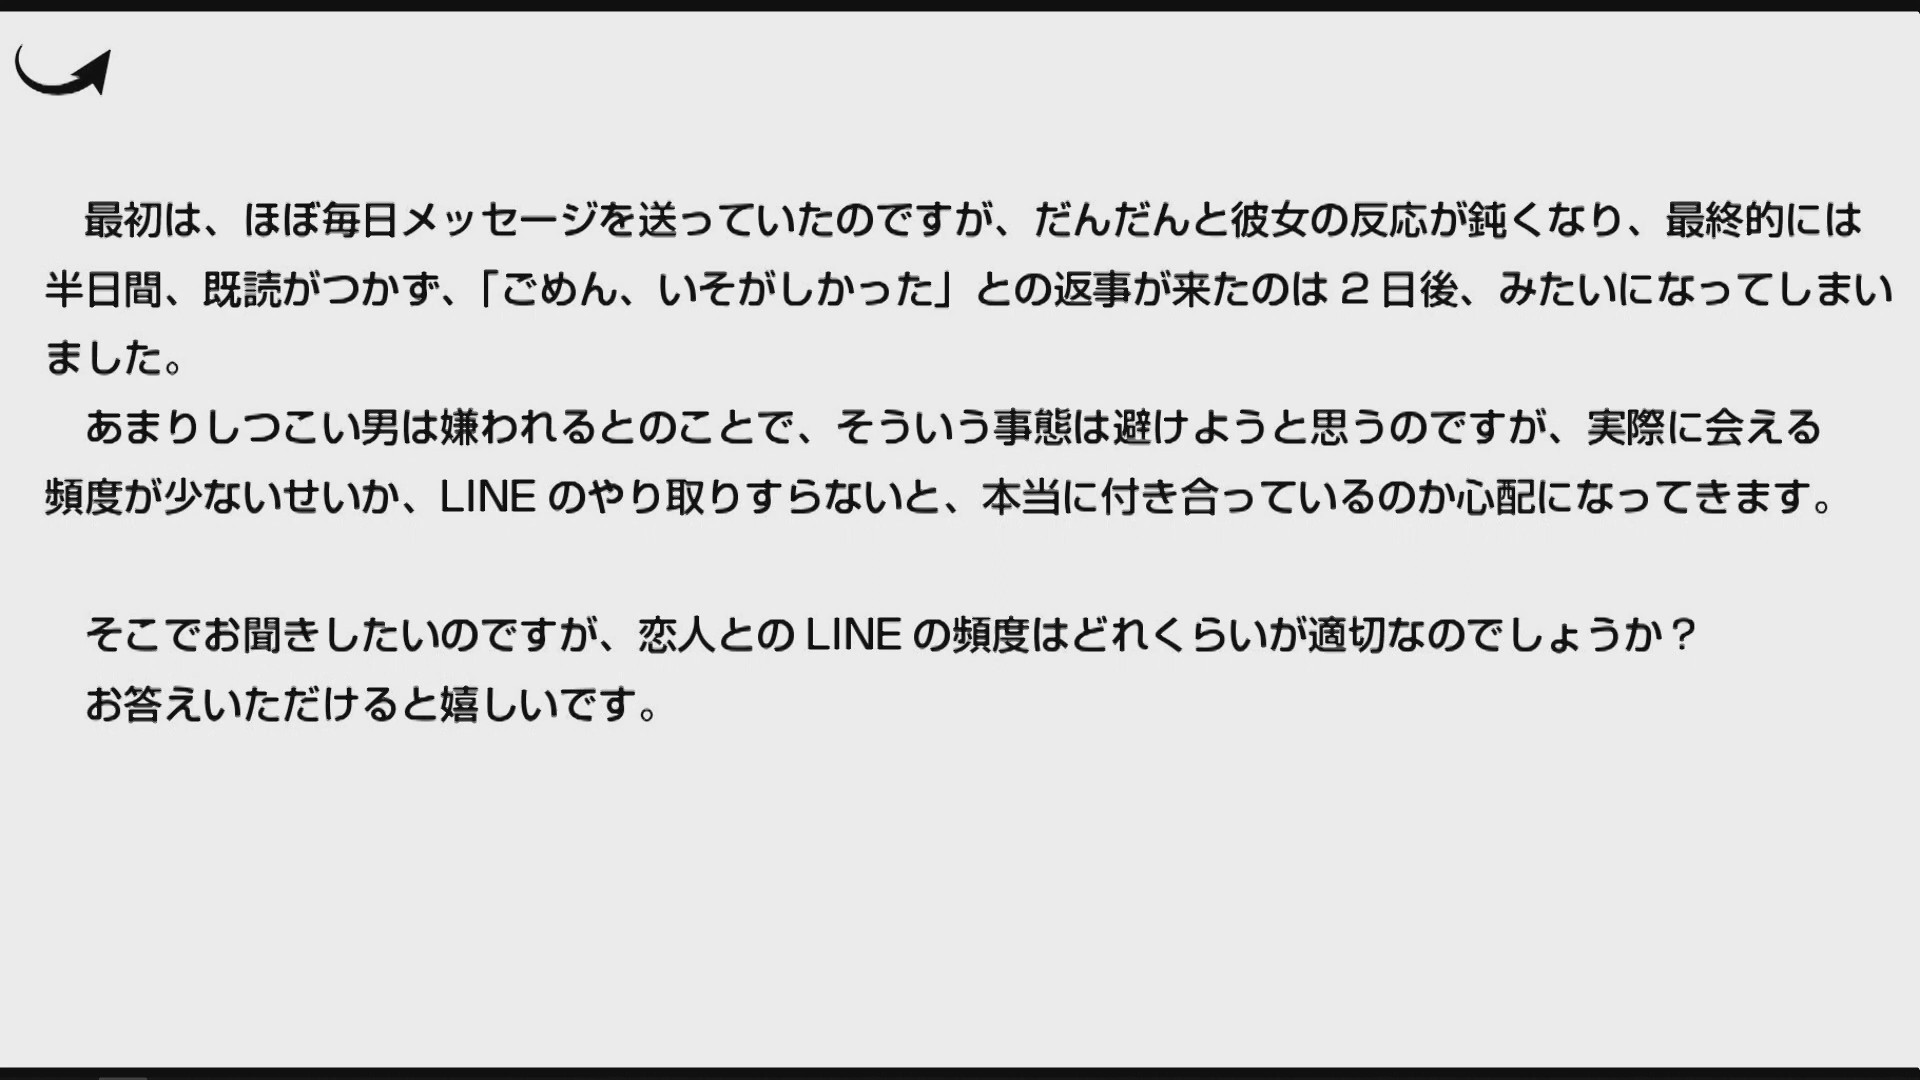 最初は、ほぼ毎日メッセージを送っていたのですが、だんだんと彼女の反応が鈍くなり、最終的には
半日間、既読がつかず、「ごめん、いそがしかった」との返事が来たのは 2 日後、みたいになってしまい
ました。
あまりしつこい男は嫌われるとのことで、そういう事態は避けようと思うのですが、実際に会える
頻度が少ないせいか、LINE のやり取りすらないと、本当に付き合っているのか心配になってきます。
そこでお聞きしたいのですが、恋人との LINE の頻度はどれくらいが適切なのでしょうか？
お答えいただけると嬉しいです。